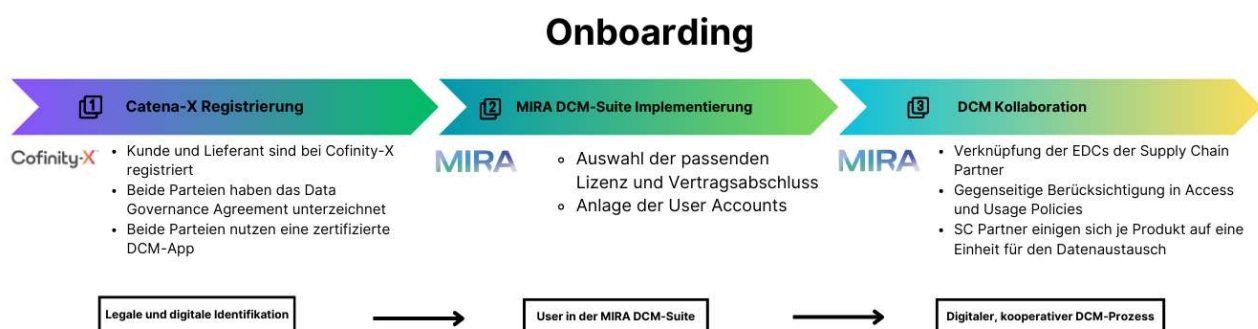 Onboarding
1 Catena-X Registrierung
2 MIRA DCM-Suite Implementierung
3 DCM Kollaboration
Cofinity-X
• Kunde und Lieferant sind bei Cofinity-X
registriert
• Beide Parteien haben das Data
Governance Agreement unterzeichnet
• Beide Parteien nutzen eine zertifizierte
DCM-App
MIRA
◦ Auswahl der passenden
Lizenz und Vertragsabschluss
◦ Anlage der User Accounts
MIRA
• Verknüpfung der EDCs der Supply Chain
Partner
• Gegenseitige Berücksichtigung in Access
und Usage Policies
• SC Partner einigen sich je Produkt auf eine
Einheit für den Datenaustausch
Legale und digitale Identifikation
User in der MIRA DCM-Suite
Digitaler, kooperativer DCM-Prozess